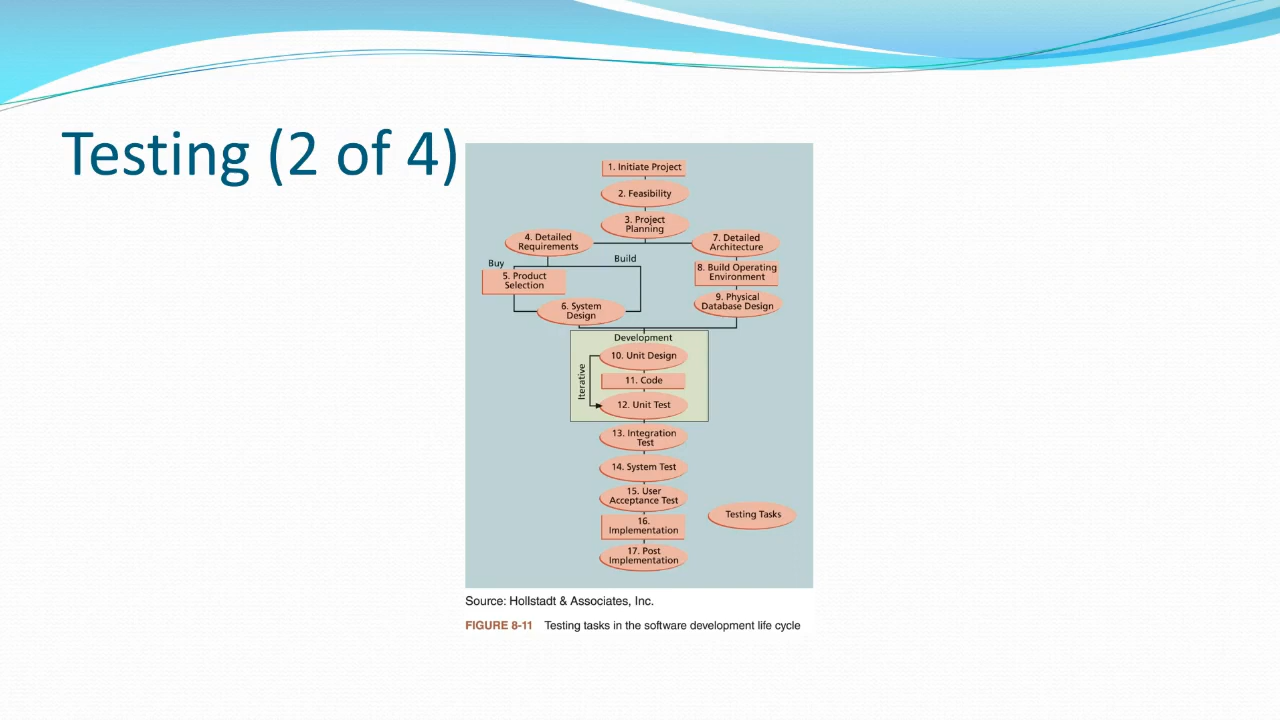 Testing (2 of 4)
1. Initiate Project
2. Feasibility
3. Project
Planning
4. Detailed
Requirements
7. Detailed
Architecture
Buy
Build
5. Product
Selection
8. Build Operating
Environment
6. System
Design
9. Physical
Database Design
Development
Iterative
10. Unit Design
11. Code
12. Unit Test
13. Integration
Test
14. System Test
15. User
Acceptance Test
Testing Tasks
16.
Implementation
17. Post
Implementation
Source: Hollstadt & Associates, Inc.
FIGURE 8-11 Testing tasks in the software development life cycle